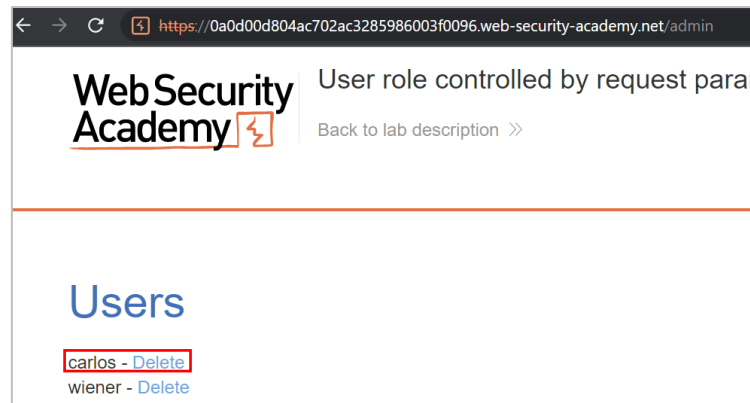 https://0a0d00d804ac702ac3285986003f0096.web-security-academy.net/admin
Web Security
Academy
User role controlled by request
Back to lab description
Users
carlos - Delete
wiener - Delete